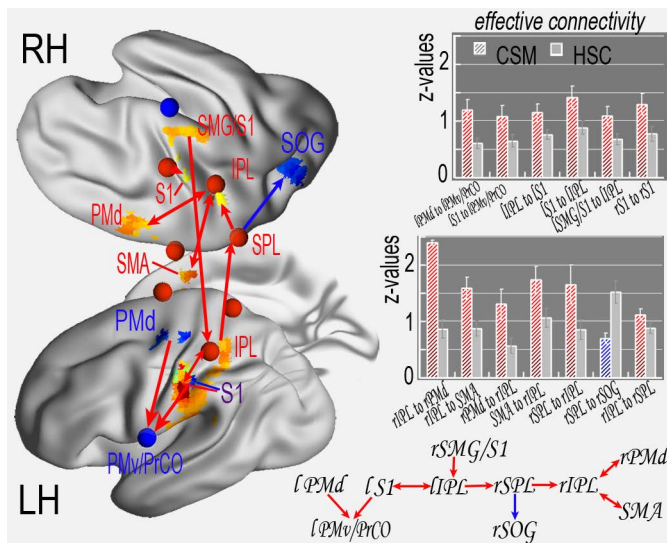 RH
SMG/S1
SOG
IPL
S1
PMd
SPL
SMA
PMd
IPL
S1
PMv/PrCO
LH
effective connectivity
CSM HSC
z-values
2
1
0
lPMd to lPMv/PrCO
lS1 to lPMv/PrCO
lIPL to lS1
lS1 to lIPL
lSMG/S1 to lIPL
rS1 to rS1
z-values
2
1
0
rIPL to rPMd
rIPL to SMA
rPMd to rIPL
SMA to rIPL
rSPL to rIPL
rSPL to rSOG
rIPL to rSPL
rSMG/S1
rPMd
lPMd lS1 lIPL rSPL rIPL
SMA
lPMv/PrCO rSOG